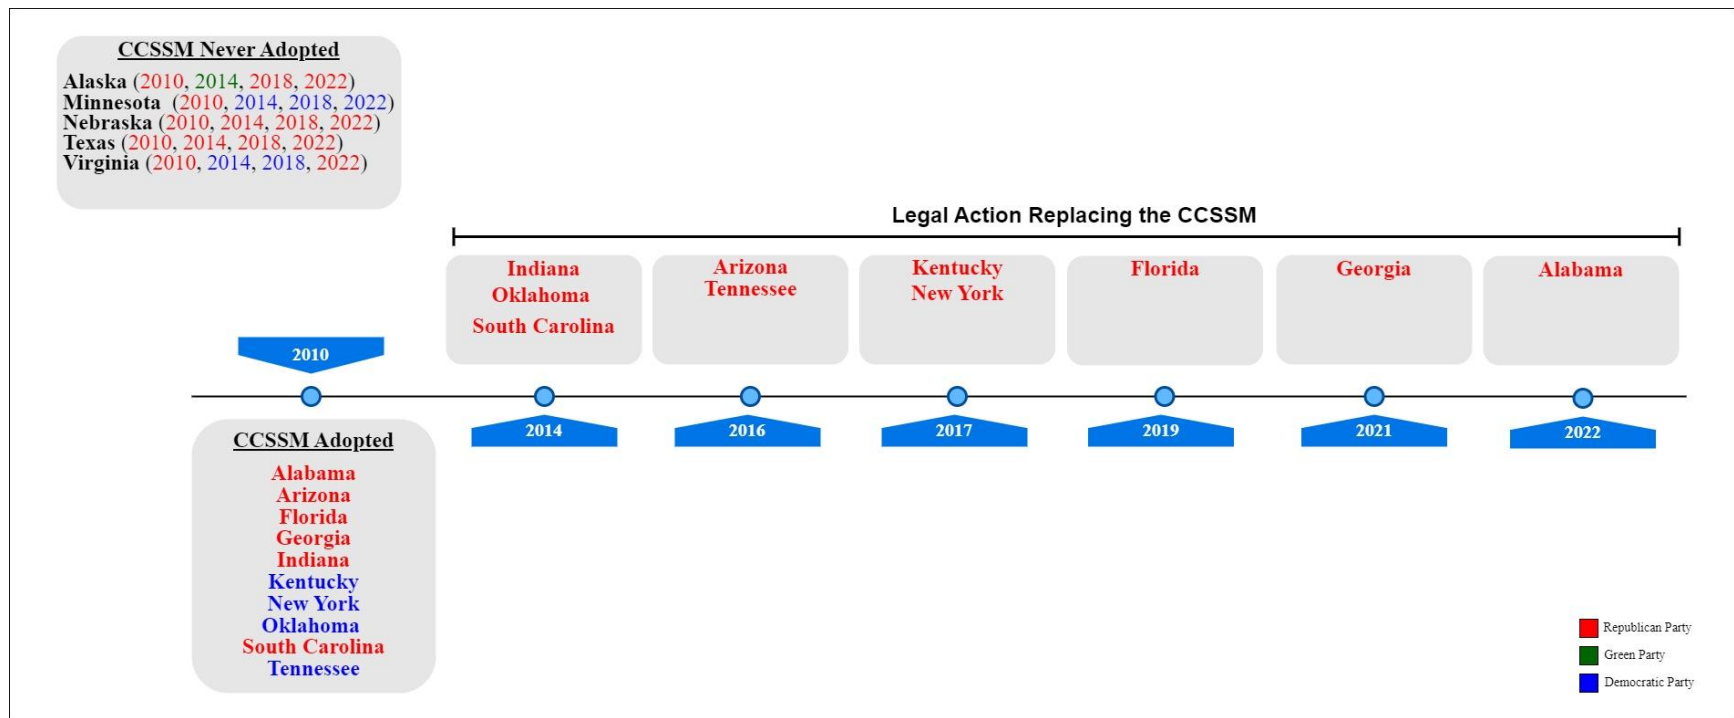 CCSSM Never Adopted
Alaska (2010, 2014, 2018, 2022)
Minnesota (2010, 2014, 2018, 2022)
Nebraska (2010, 2014, 2018, 2022)
Texas (2010, 2014, 2018, 2022)
Virginia (2010, 2014, 2018, 2022)
Legal Action Replacing the CCSSM
Indiana
Oklahoma
South Carolina
Arizona
Tennessee
Kentucky
New York
Florida
Georgia
Alabama
2010
2014
2016
2017
2019
2021
2022
CCSSM Adopted
Alabama
Arizona
Florida
Georgia
Indiana
Kentucky
New York
Oklahoma
South Carolina
Tennessee
Republican Party
Green Party
Democratic Party